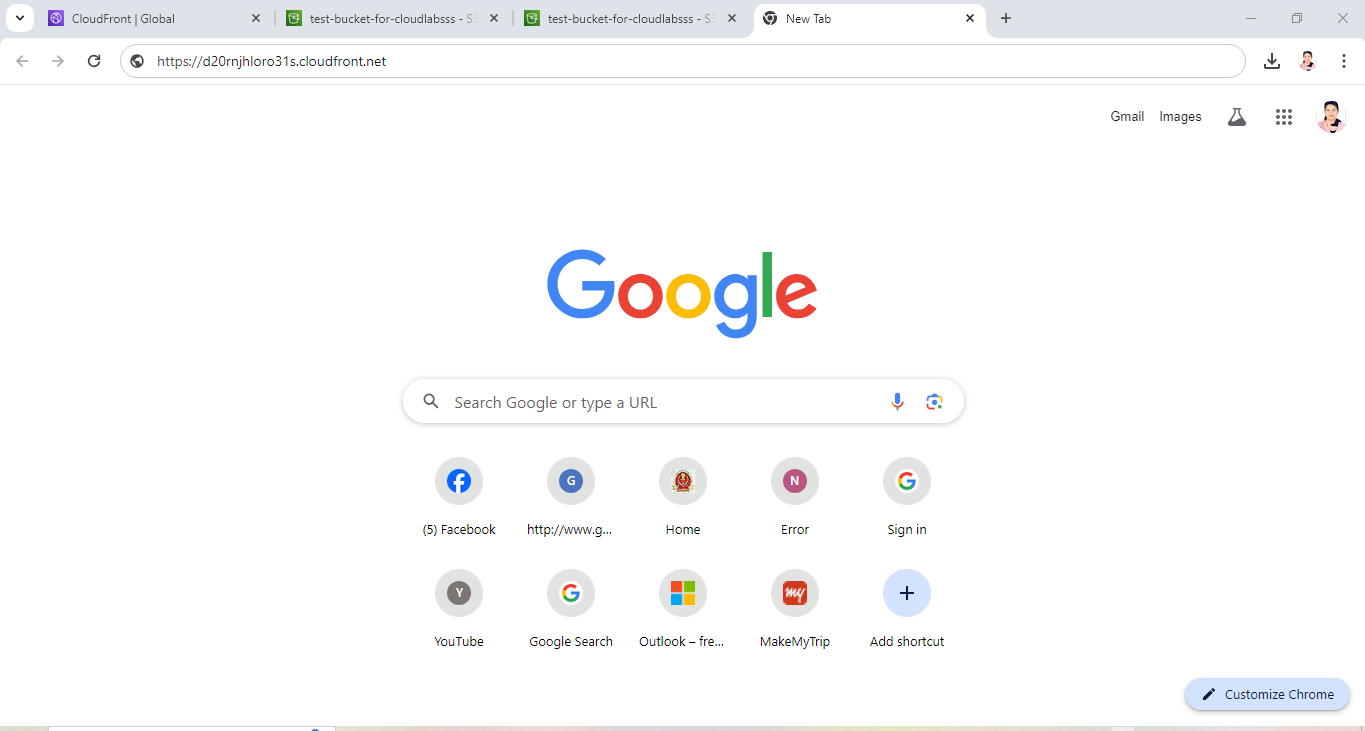 CloudFront | Global
test-bucket-for-cloudlabsss - S3
test-bucket-for-cloudlabsss - S3
New Tab
https://d20rnjhloro31s.cloudfront.net
Gmail Images
Google
Search Google or type a URL
G N
(5) Facebook http://www.g... Home Error Sign in
Y my
YouTube Google Search Outlook – fre... MakeMyTrip Add shortcut
Customize Chrome